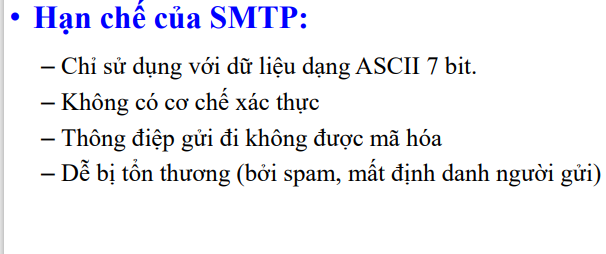 • Hạn chế của SMTP:
– Chỉ sử dụng với dữ liệu dạng ASCII 7 bit.
– Không có cơ chế xác thực
– Thông điệp gửi đi không được mã hóa
– Dễ bị tổn thương (bởi spam, mất định danh người gửi)